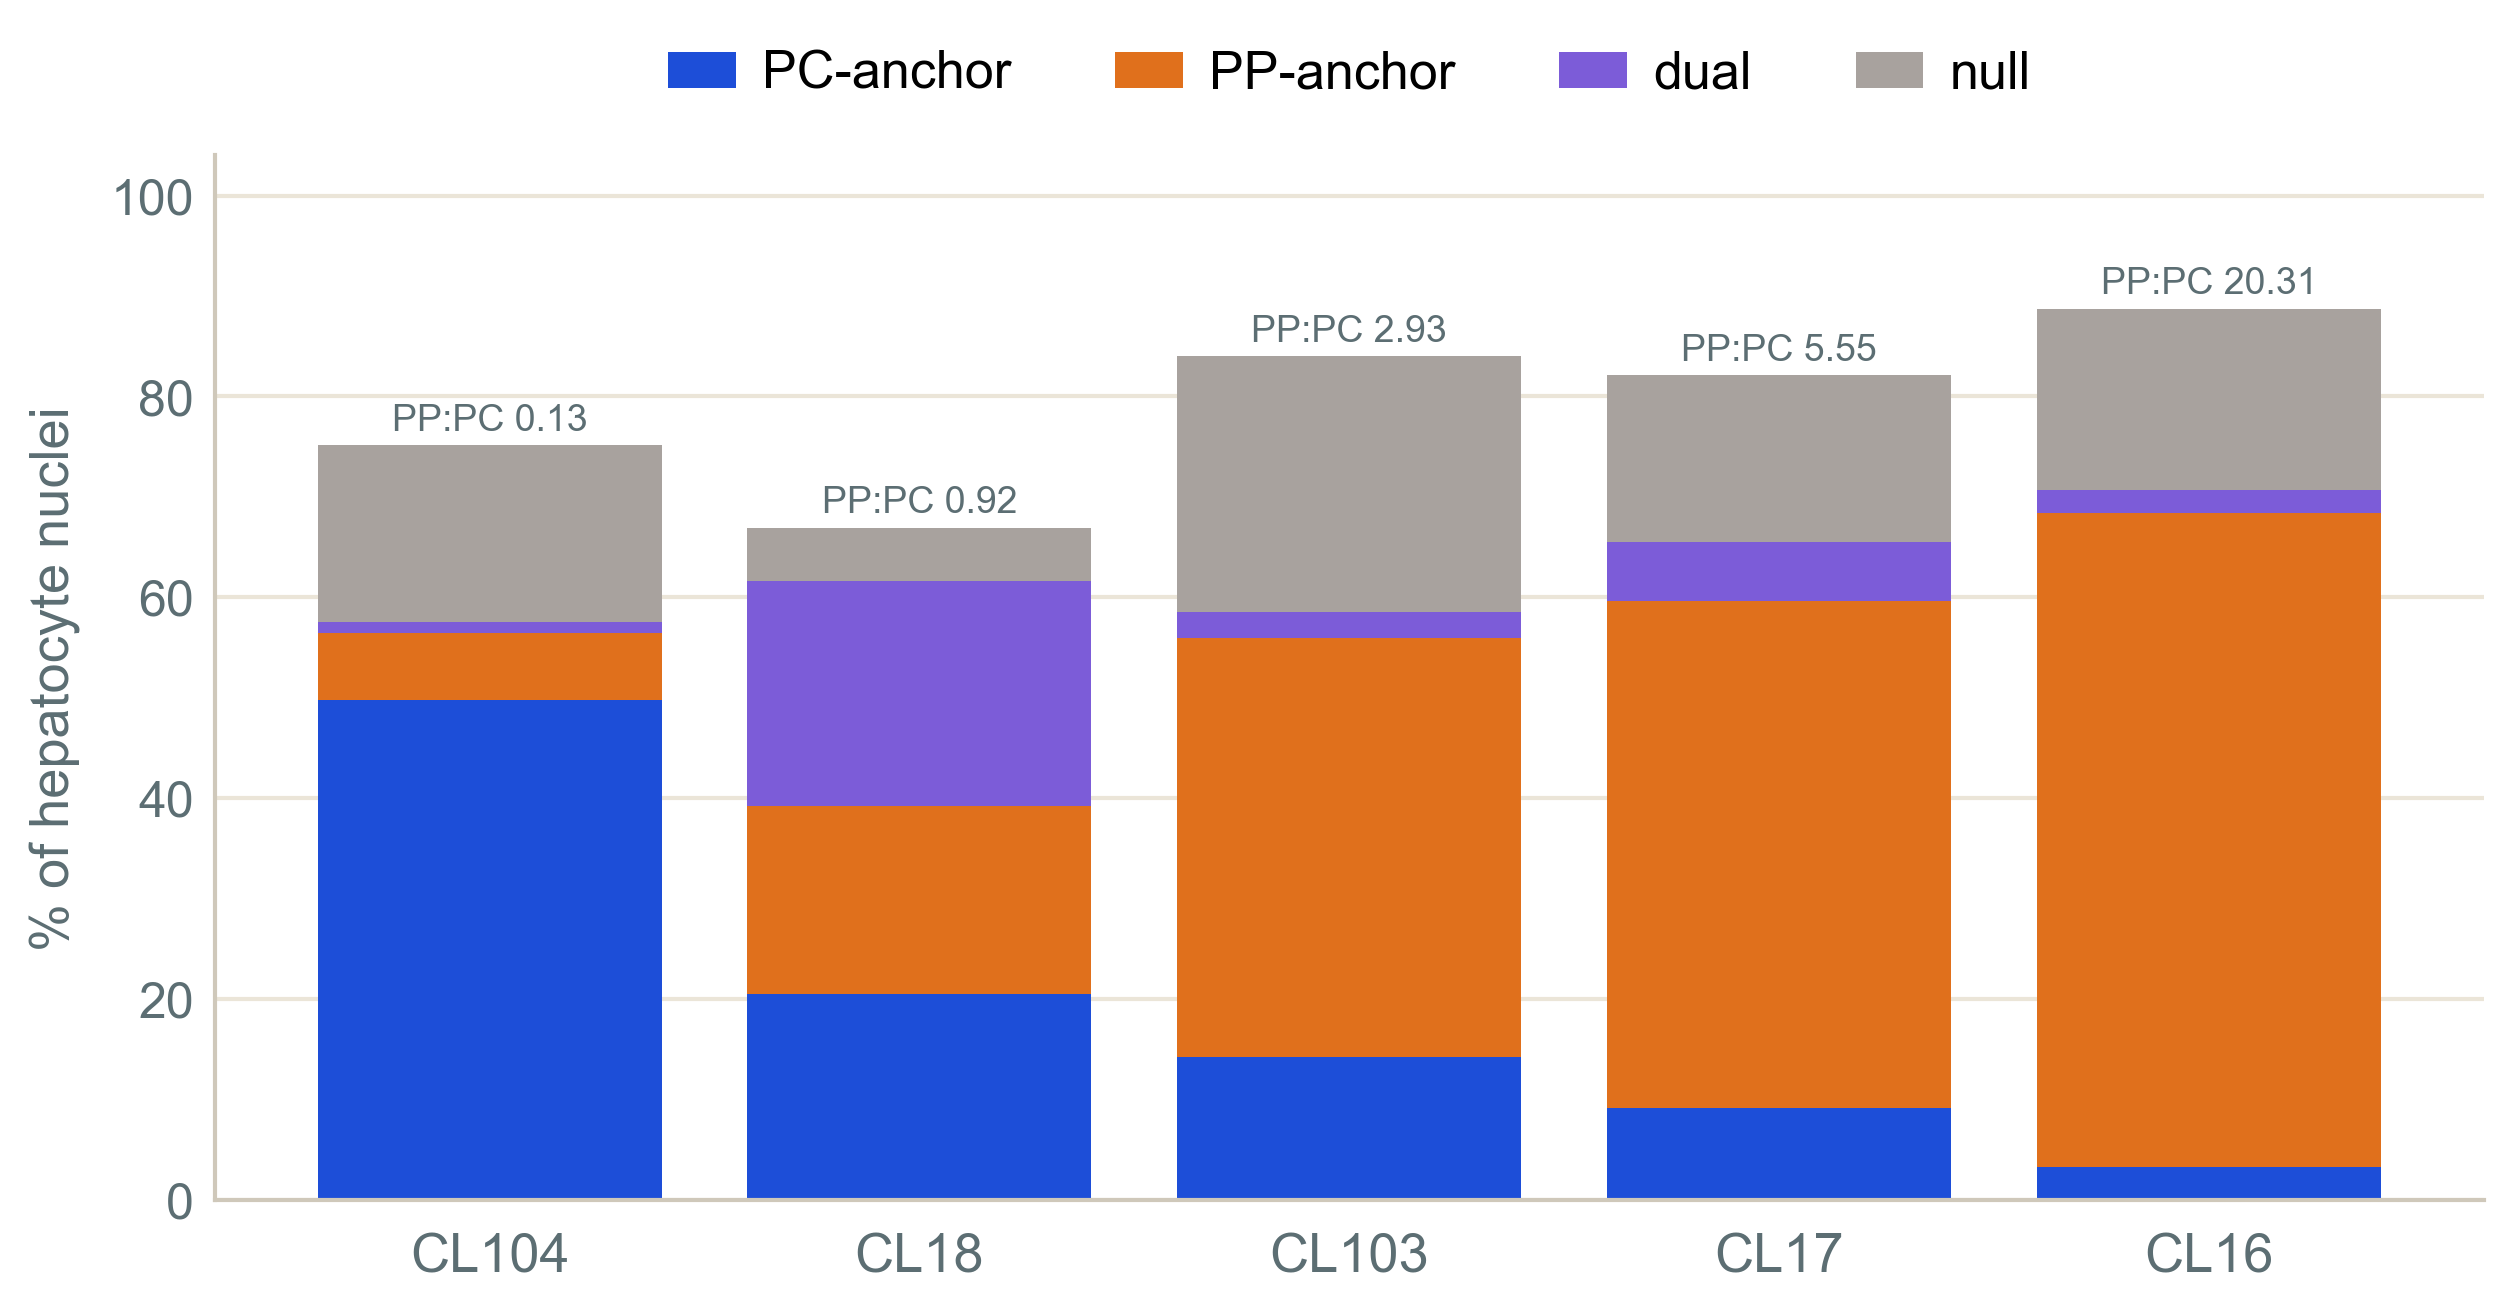 PC-anchor PP-anchor dual null
% of hepatocyte nuclei
100
80
60
40
20
0
PP:PC 0.13
PP:PC 0.92
PP:PC 2.93
PP:PC 5.55
PP:PC 20.31
CL104 CL18 CL103 CL17 CL16